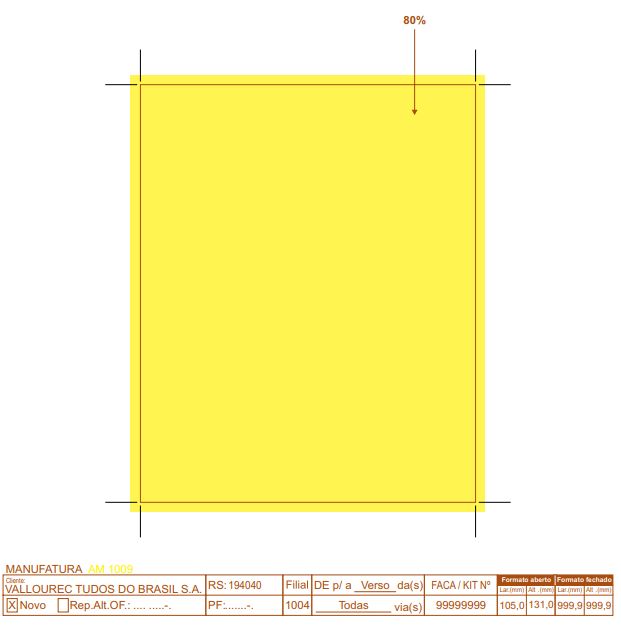 80%
MANUFATURA AM 1009
Cliente:
VALLOUREC TUDOS DO BRASIL S.A. RS: 194040 Filial DE p/ a Verso da(s) FACA / KIT Nº Formato aberto Formato fechado
Lar.(mm) Alt .(mm) Lar.(mm) Alt .(mm)
X Novo Rep.Alt.OF.: .... .....-. PF:.......-. 1004 Todas via(s) 99999999 105,0 131,0 999,9 999,9